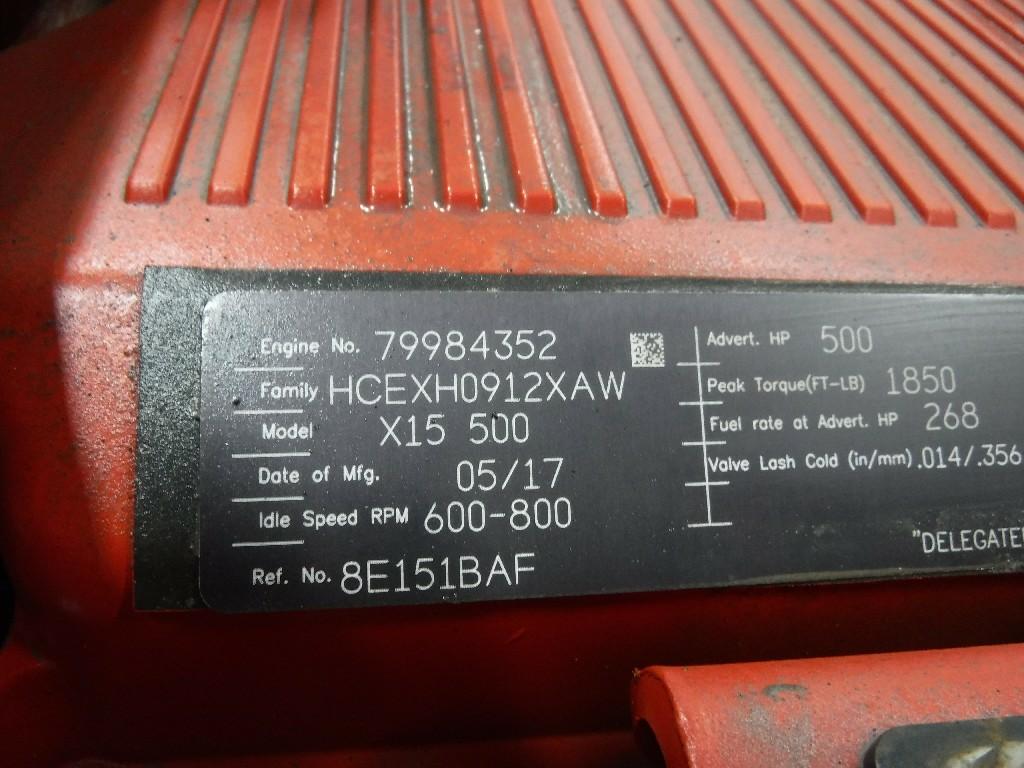 Engine No. 79984352
Family HCEXH0912XAW
Model X15 500
Date of Mfg. 05/17
Idle Speed RPM 600-800
Ref. No. 8E151BAF
Advert. HP 500
Peak Torque(FT-LB) 1850
Fuel rate at Advert. HP 268
Valve Lash Cold (in/mm) .014/.356